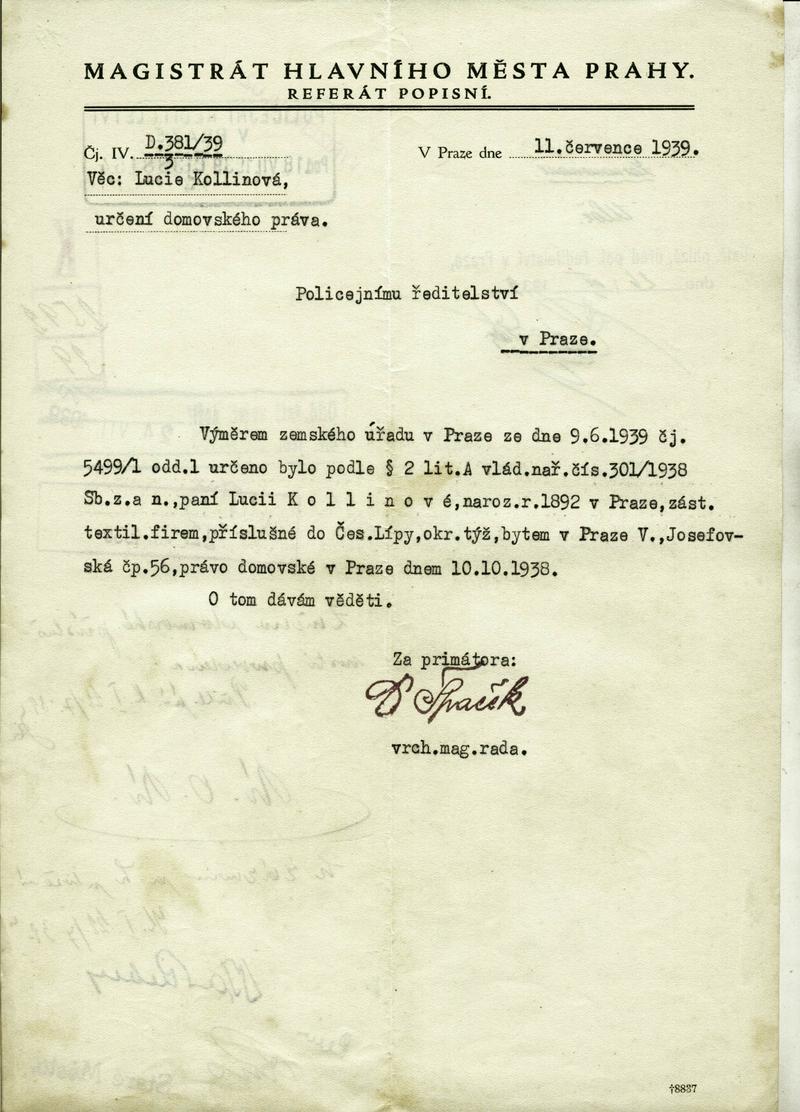 MAGISTRÁT HLAVNÍHO MĚSTA PRAHY.
REFERÁT POPISNÍ.
Čj. IV. D.381/39 V Praze dne 11.července 1939.
3
Věc: Lucie Kollinová,
určení domovského práva.
Policejnímu ředitelství
v Praze.
Výměrem zemského úřadu v Praze ze dne 9.6.1939 čj.
5499/1 odd.1 určeno bylo podle § 2 lit.A vlád.nař.čís.301/1938
Sb.z.a n.,paní Lucii K o l l i n o v é,naroz.r.1892 v Praze,zást.
textil.firem,příslušné do Čes.Lípy,okr.týž,bytem v Praze V.,Josefov-
ská čp.56,právo domovské v Praze dnem 10.10.1938.
O tom dávám věděti.
Za primátora:
vrch.mag.rada.
†8837